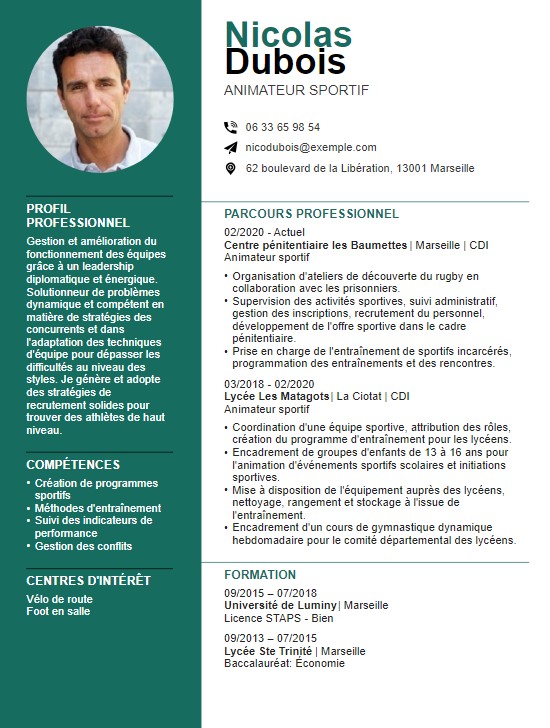 Nicolas
Dubois
ANIMATEUR SPORTIF
06 33 65 98 54
nicodubois@exemple.com
62 boulevard de la Libération, 13001 Marseille
PROFIL
PROFESSIONNEL
Gestion et amélioration du
fonctionnement des équipes
grâce à un leadership
diplomatique et énergique.
Solutionneur de problèmes
dynamique et compétent en
matière de stratégies des
concurrents et dans
l'adaptation des techniques
d'équipe pour dépasser les
difficultés au niveau des
styles. Je génère et adopte
des stratégies de
recrutement solides pour
trouver des athlètes de haut
niveau.
COMPÉTENCES
• Création de programmes
sportifs
• Méthodes d'entraînement
• Suivi des indicateurs de
performance
• Gestion des conflits
CENTRES D'INTÉRÊT
Vélo de route
Foot en salle
PARCOURS PROFESSIONNEL
02/2020 - Actuel
Centre pénitentiaire les Baumettes | Marseille | CDI
Animateur sportif
• Organisation d'ateliers de découverte du rugby en
collaboration avec les prisonniers.
• Supervision des activités sportives, suivi administratif,
gestion des inscriptions, recrutement du personnel,
développement de l'offre sportive dans le cadre
pénitentiaire.
• Prise en charge de l'entraînement de sportifs incarcérés,
programmation des entraînements et des rencontres.
03/2018 - 02/2020
Lycée Les Matagots| La Ciotat | CDI
Animateur sportif
• Coordination d'une équipe sportive, attribution des rôles,
création du programme d'entraînement pour les lycéens.
• Encadrement de groupes d'enfants de 13 à 16 ans pour
l'animation d'événements sportifs scolaires et initiations
sportives.
• Mise à disposition de l'équipement auprès des lycéens,
nettoyage, rangement et stockage à l'issue de
l'entraînement.
• Encadrement d'un cours de gymnastique dynamique
hebdomadaire pour le comité départemental des lycéens.
FORMATION
09/2015 – 07/2018
Université de Luminy| Marseille
Licence STAPS - Bien
09/2013 – 07/2015
Lycée Ste Trinité | Marseille
Baccalauréat: Économie